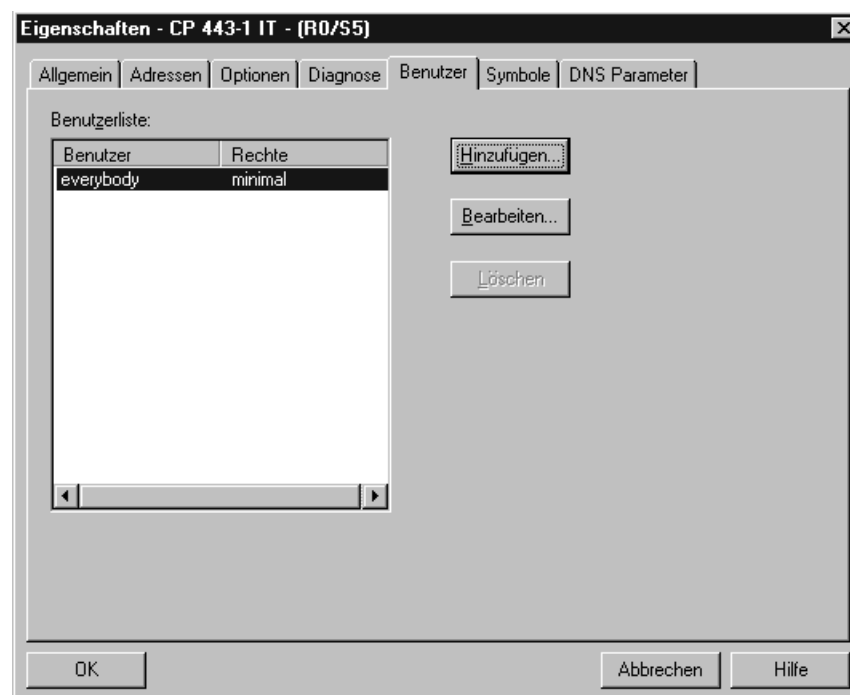 Eigenschaften - CP 443-1 IT - (R0/S5)
Allgemein Adressen Optionen Diagnose Benutzer Symbole DNS Parameter
Benutzerliste:
Benutzer Rechte
everybody minimal
Hinzufügen...
Bearbeiten...
Löschen
OK Abbrechen Hilfe